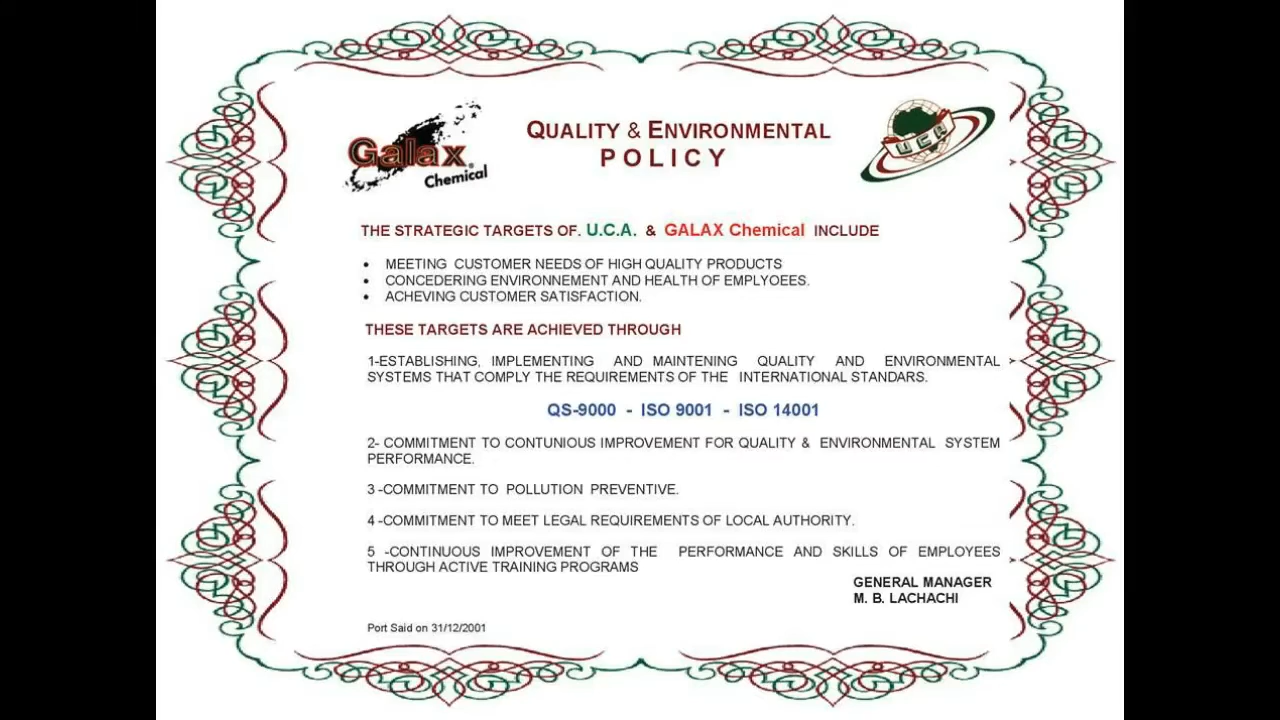 Galax
Chemical
QUALITY & ENVIRONMENTAL
POLICY
UCA
THE STRATEGIC TARGETS OF. U.C.A. & GALAX Chemical INCLUDE
• MEETING CUSTOMER NEEDS OF HIGH QUALITY PRODUCTS
• CONCEDERING ENVIRONNEMENT AND HEALTH OF EMPLYOEES.
• ACHEVING CUSTOMER SATISFACTION.
THESE TARGETS ARE ACHIEVED THROUGH
1-ESTABLISHING, IMPLEMENTING AND MAINTENING QUALITY AND ENVIRONMENTAL
SYSTEMS THAT COMPLY THE REQUIREMENTS OF THE INTERNATIONAL STANDARS.
QS-9000 - ISO 9001 - ISO 14001
2- COMMITMENT TO CONTUNIOUS IMPROVEMENT FOR QUALITY & ENVIRONMENTAL SYSTEM
PERFORMANCE.
3 -COMMITMENT TO POLLUTION PREVENTIVE.
4 -COMMITMENT TO MEET LEGAL REQUIREMENTS OF LOCAL AUTHORITY.
5 -CONTINUOUS IMPROVEMENT OF THE PERFORMANCE AND SKILLS OF EMPLOYEES
THROUGH ACTIVE TRAINING PROGRAMS
GENERAL MANAGER
M. B. LACHACHI
Port Said on 31/12/2001